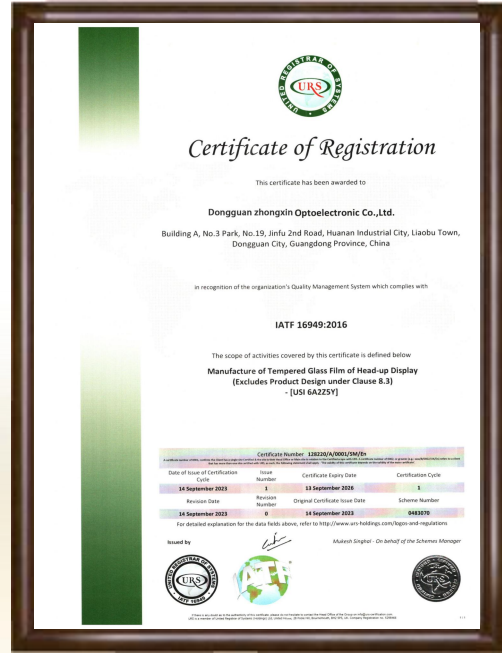 UNITED REGISTRAR OF SYSTEMS
URS
Certificate of Registration
This certificate has been awarded to
Dongguan zhongxin Optoelectronic Co.,Ltd.
Building A, No.3 Park, No.19, Jinfu 2nd Road, Huanan Industrial City, Liaobu Town,
Dongguan City, Guangdong Province, China
in recognition of the organization's Quality Management System which complies with
IATF 16949:2016
The scope of activities covered by this certificate is defined below
Manufacture of Tempered Glass Film of Head-up Display
(Excludes Product Design under Clause 8.3)
- [USI 6A2Z5Y]
Certificate Number 128220/A/0001/SM/En
Date of Issue of Certification Cycle Issue Number Certificate Expiry Date Certification Cycle
14 September 2023 1 13 September 2026 1
Revision Date Revision Number Original Certificate Issue Date Scheme Number
14 September 2023 0 14 September 2023 0483070
For detailed explanation for the data fields above, refer to http://www.urs-holdings.com/logos-and-regulations
Issued by
Mukesh Singhal - On behalf of the Schemes Manager
UNITED REGISTRAR OF SYSTEMS
URS
IATF 16949
IATF